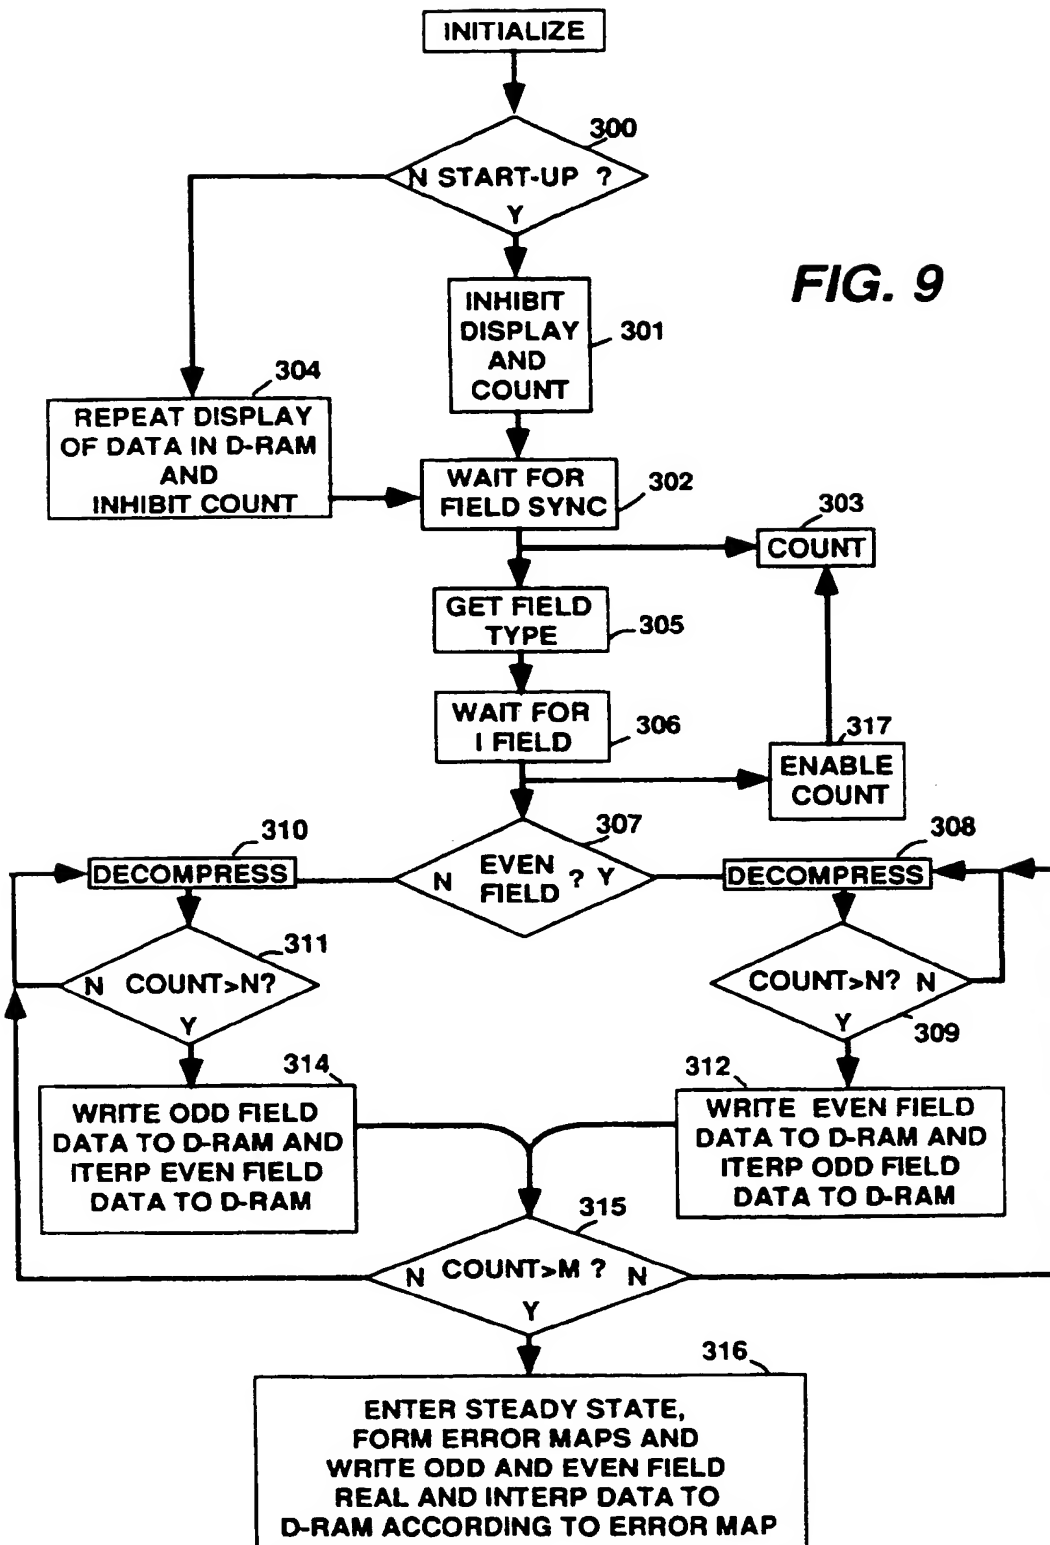 INITIALIZE
300
N START-UP ?
Y
FIG. 9
INHIBIT
DISPLAY
AND
COUNT
301
304
REPEAT DISPLAY
OF DATA IN D-RAM
AND
INHIBIT COUNT
WAIT FOR
FIELD SYNC
302
303
COUNT
GET FIELD
TYPE
305
WAIT FOR
I FIELD
306
317
ENABLE
COUNT
307
EVEN
FIELD
N ? Y
310
DECOMPRESS
308
DECOMPRESS
311
N COUNT>N?
Y
COUNT>N? N
Y
309
314
WRITE ODD FIELD
DATA TO D-RAM AND
ITERP EVEN FIELD
DATA TO D-RAM
312
WRITE EVEN FIELD
DATA TO D-RAM AND
ITERP ODD FIELD
DATA TO D-RAM
315
N COUNT>M ? N
Y
316
ENTER STEADY STATE,
FORM ERROR MAPS AND
WRITE ODD AND EVEN FIELD
REAL AND INTERP DATA TO
D-RAM ACCORDING TO ERROR MAP